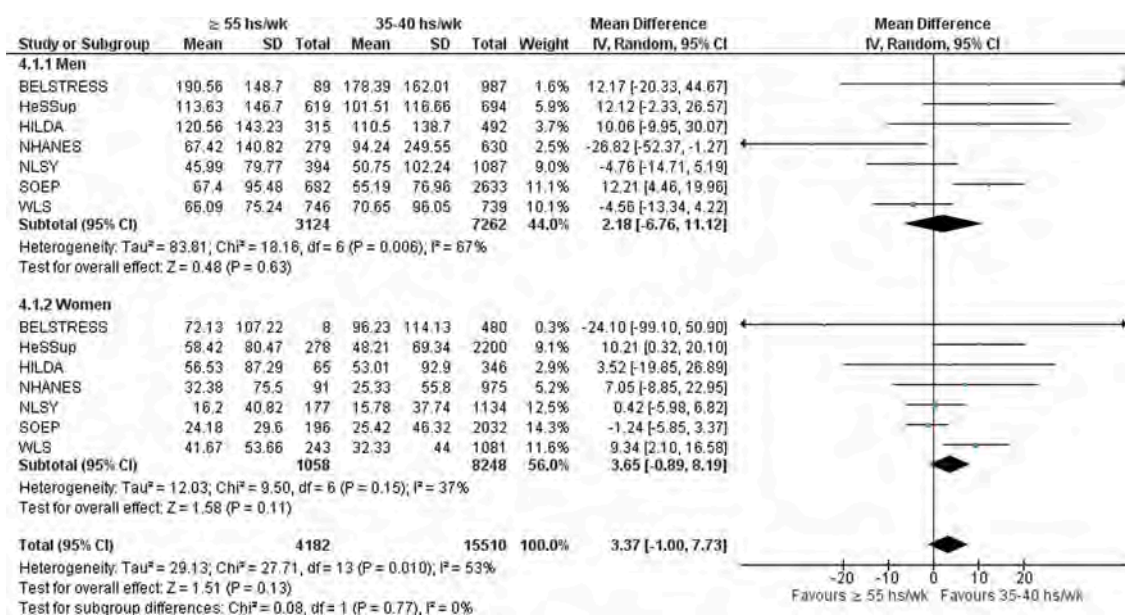 ≥ 55 hs/wk 35-40 hs/wk Mean Difference Mean Difference
Study or Subgroup Mean SD Total Mean SD Total Weight IV, Random, 95% CI IV, Random, 95% CI
4.1.1 Men
BELSTRESS 190.56 148.7 89 178.39 162.01 987 1.6% 12.17 [-20.33, 44.67]
HeSSup 113.63 146.7 619 101.51 116.66 694 5.9% 12.12 [-2.33, 26.57]
HILDA 120.56 143.23 315 110.5 138.7 492 3.7% 10.06 [-9.95, 30.07]
NHANES 67.42 140.82 279 94.24 249.55 630 2.5% -26.82 [-52.37, -1.27]
NLSY 45.99 79.77 394 50.75 102.24 1087 9.0% -4.76 [-14.71, 5.19]
SOEP 67.4 95.48 682 55.19 76.96 2633 11.1% 12.21 [4.46, 19.96]
WLS 66.09 75.24 746 70.65 96.05 739 10.1% -4.56 [-13.34, 4.22]
Subtotal (95% CI) 3124 7262 44.0% 2.18 [-6.76, 11.12]
Heterogeneity: Tau² = 83.81; Chi² = 18.16, df = 6 (P = 0.006); I² = 67%
Test for overall effect: Z = 0.48 (P = 0.63)
4.1.2 Women
BELSTRESS 72.13 107.22 8 96.23 114.13 480 0.3% -24.10 [-99.10, 50.90]
HeSSup 58.42 80.47 278 48.21 69.34 2200 9.1% 10.21 [0.32, 20.10]
HILDA 56.53 87.29 65 53.01 92.9 346 2.9% 3.52 [-19.85, 26.89]
NHANES 32.38 75.5 91 25.33 55.8 975 5.2% 7.05 [-8.85, 22.95]
NLSY 16.2 40.82 177 15.78 37.74 1134 12.5% 0.42 [-5.98, 6.82]
SOEP 24.18 29.6 196 25.42 46.32 2032 14.3% -1.24 [-5.85, 3.37]
WLS 41.67 53.66 243 32.33 44 1081 11.6% 9.34 [2.10, 16.58]
Subtotal (95% CI) 1058 8248 56.0% 3.65 [-0.89, 8.19]
Heterogeneity: Tau² = 12.03; Chi² = 9.50, df = 6 (P = 0.15); I² = 37%
Test for overall effect: Z = 1.58 (P = 0.11)
Total (95% CI) 4182 15510 100.0% 3.37 [-1.00, 7.73]
Heterogeneity: Tau² = 29.13; Chi² = 27.71, df = 13 (P = 0.010); I² = 53%
Test for overall effect: Z = 1.51 (P = 0.13)
Test for subgroup differences: Chi² = 0.08, df = 1 (P = 0.77), I² = 0%
-20 -10 0 10 20
Favours ≥ 55 hs/wk Favours 35-40 hs/wk